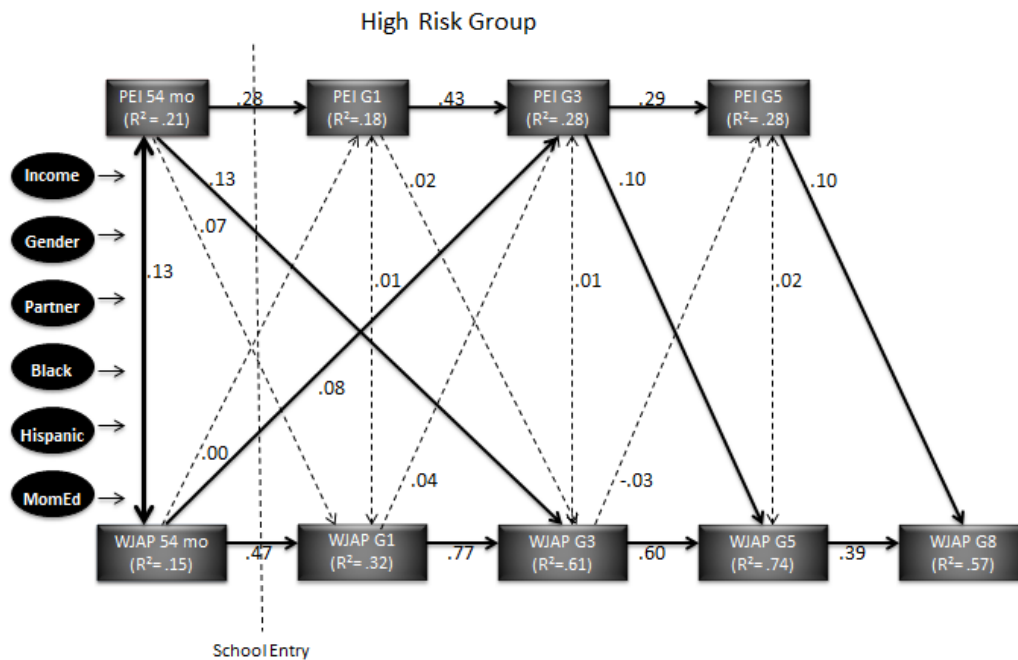 High Risk Group
PEI 54 mo
(R² = .21)
.28
PEI G1
(R²=.18)
.43
PEI G3
(R²= .28)
.29
PEI G5
(R²= .28)
Income
Gender
Partner
Black
Hispanic
MomEd
.13
.07
.13
.02
.10
.10
.01
.01
.02
.08
.00
.04
-.03
WJAP 54 mo
(R²= .15)
.47
WJAP G1
(R²= .32)
.77
WJAP G3
(R²=.61)
.60
WJAP G5
(R²= .74)
.39
WJAP G8
(R²= .57)
School Entry